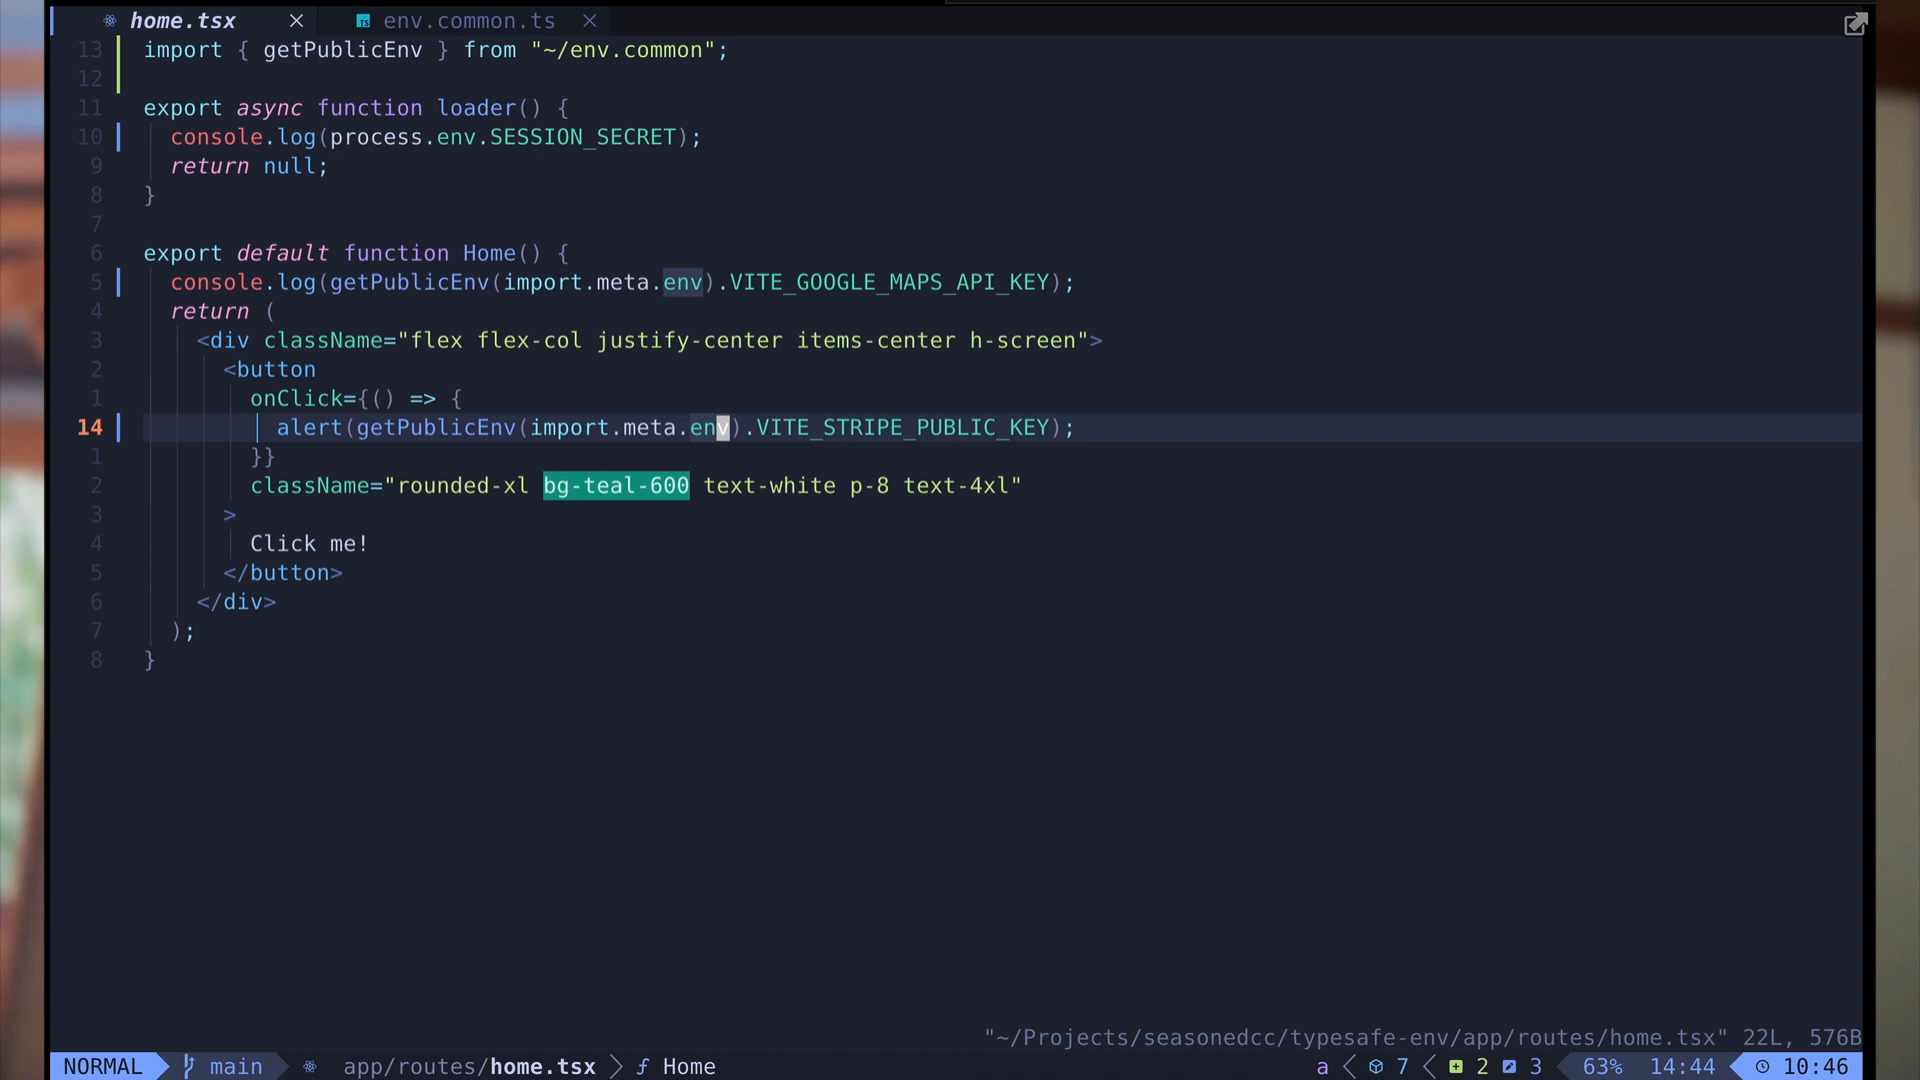 home.tsx env.common.ts
13 import { getPublicEnv } from "~/env.common";
12
11 export async function loader() {
10 console.log(process.env.SESSION_SECRET);
9 return null;
8 }
7
6 export default function Home() {
5 console.log(getPublicEnv(import.meta.env).VITE_GOOGLE_MAPS_API_KEY);
4 return (
3 <div className="flex flex-col justify-center items-center h-screen">
2 <button
1 onClick={() => {
14 alert(getPublicEnv(import.meta.env).VITE_STRIPE_PUBLIC_KEY);
1 }}
2 className="rounded-xl bg-teal-600 text-white p-8 text-4xl"
3 >
4 Click me!
5 </button>
6 </div>
7 );
8 }
"~/Projects/seasonedcc/typesafe-env/app/routes/home.tsx" 22L, 576B
NORMAL main app/routes/home.tsx Home a 7 2 3 63% 14:44 10:46